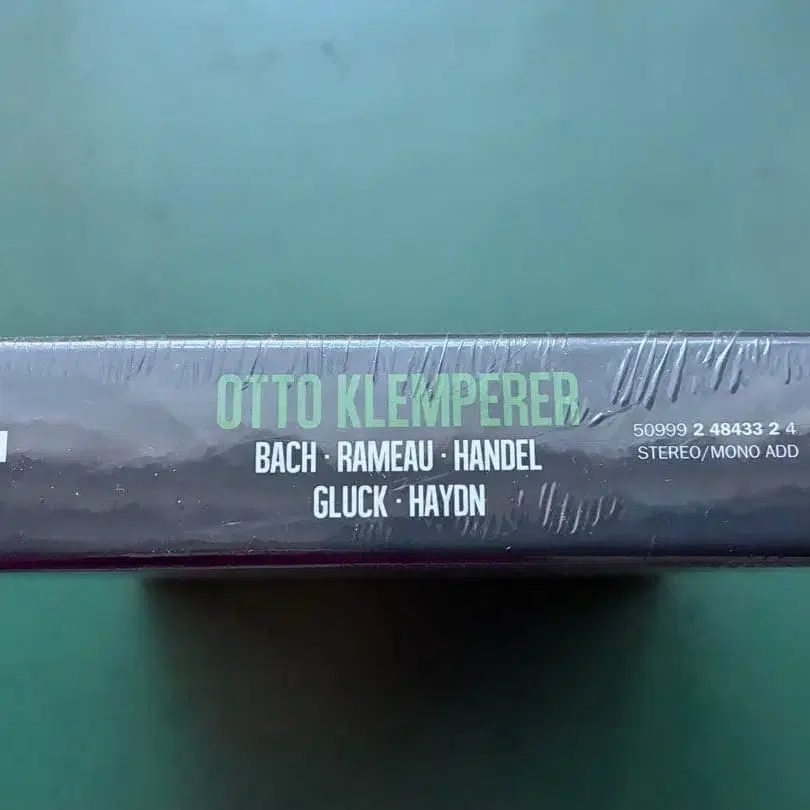 OTTO KLEMPERER
BACH · RAMEAU · HANDEL
GLUCK · HAYDN
50999 2 48433 2 4
STEREO/MONO ADD